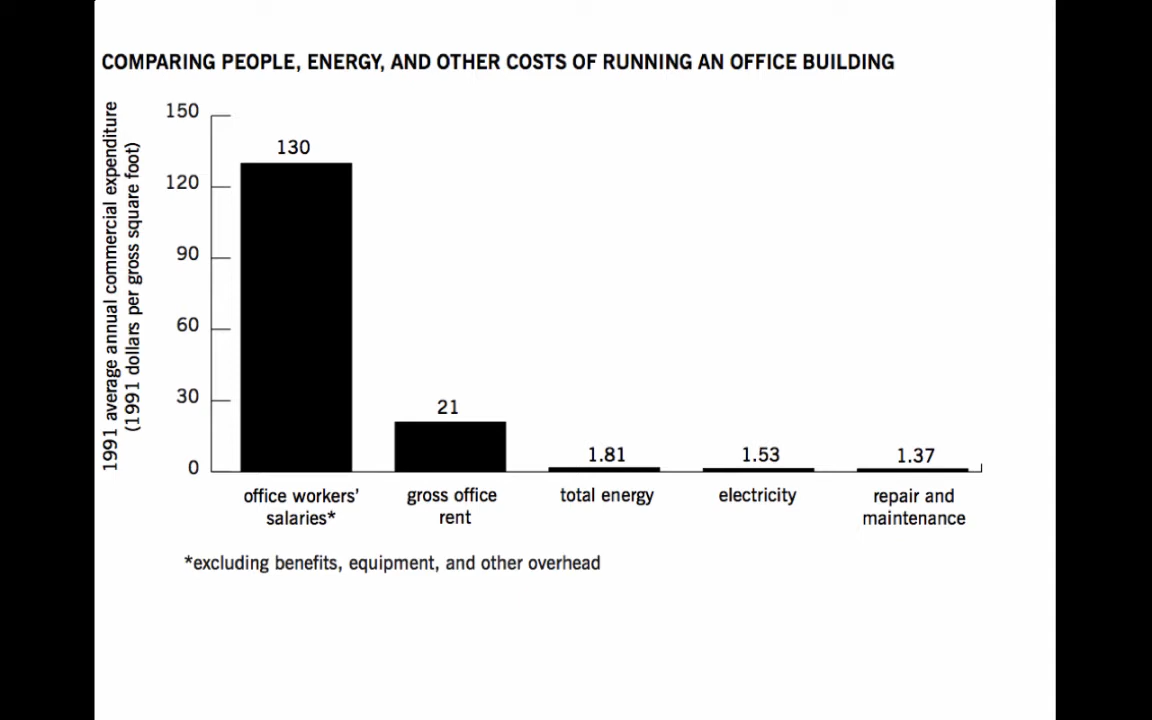 COMPARING PEOPLE, ENERGY, AND OTHER COSTS OF RUNNING AN OFFICE BUILDING
1991 average annual commercial expenditure
(1991 dollars per gross square foot)
150
120
90
60
30
0
130
21
1.81
1.53
1.37
office workers'
salaries*
gross office
rent
total energy
electricity
repair and
maintenance
*excluding benefits, equipment, and other overhead